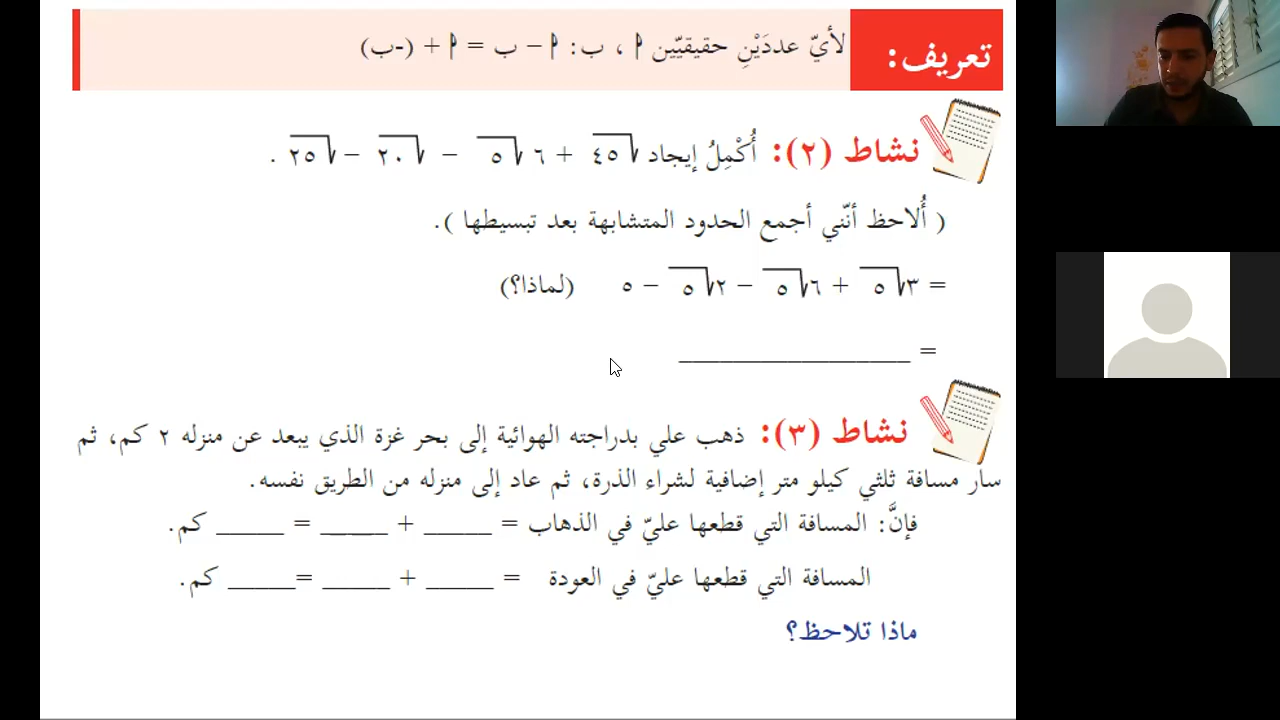 تعريف: لأيّ عددَيْنِ حقيقيّين أ ، ب: أ − ب = أ + (-ب)
نشاط (٢): أُكْمِلُ إيجاد √٤٥ + ٦√٥ − √٢٠ − √٢٥ .
( أُلاحظ أنّني أجمع الحدود المتشابهة بعد تبسيطها ).
= ٣√٥ + ٦√٥ − ٢√٥ − ٥ (لماذا؟)
= _________________
نشاط (٣): ذهب علي بدراجته الهوائية إلى بحر غزة الذي يبعد عن منزله ٢ كم، ثم
سار مسافة ثلثي كيلو متر إضافية لشراء الذرة، ثم عاد إلى منزله من الطريق نفسه.
فإنَّ: المسافة التي قطعها عليّ في الذهاب = _____ + _____ = _____ كم.
المسافة التي قطعها عليّ في العودة = _____ + _____ = _____ كم.
ماذا تلاحظ؟